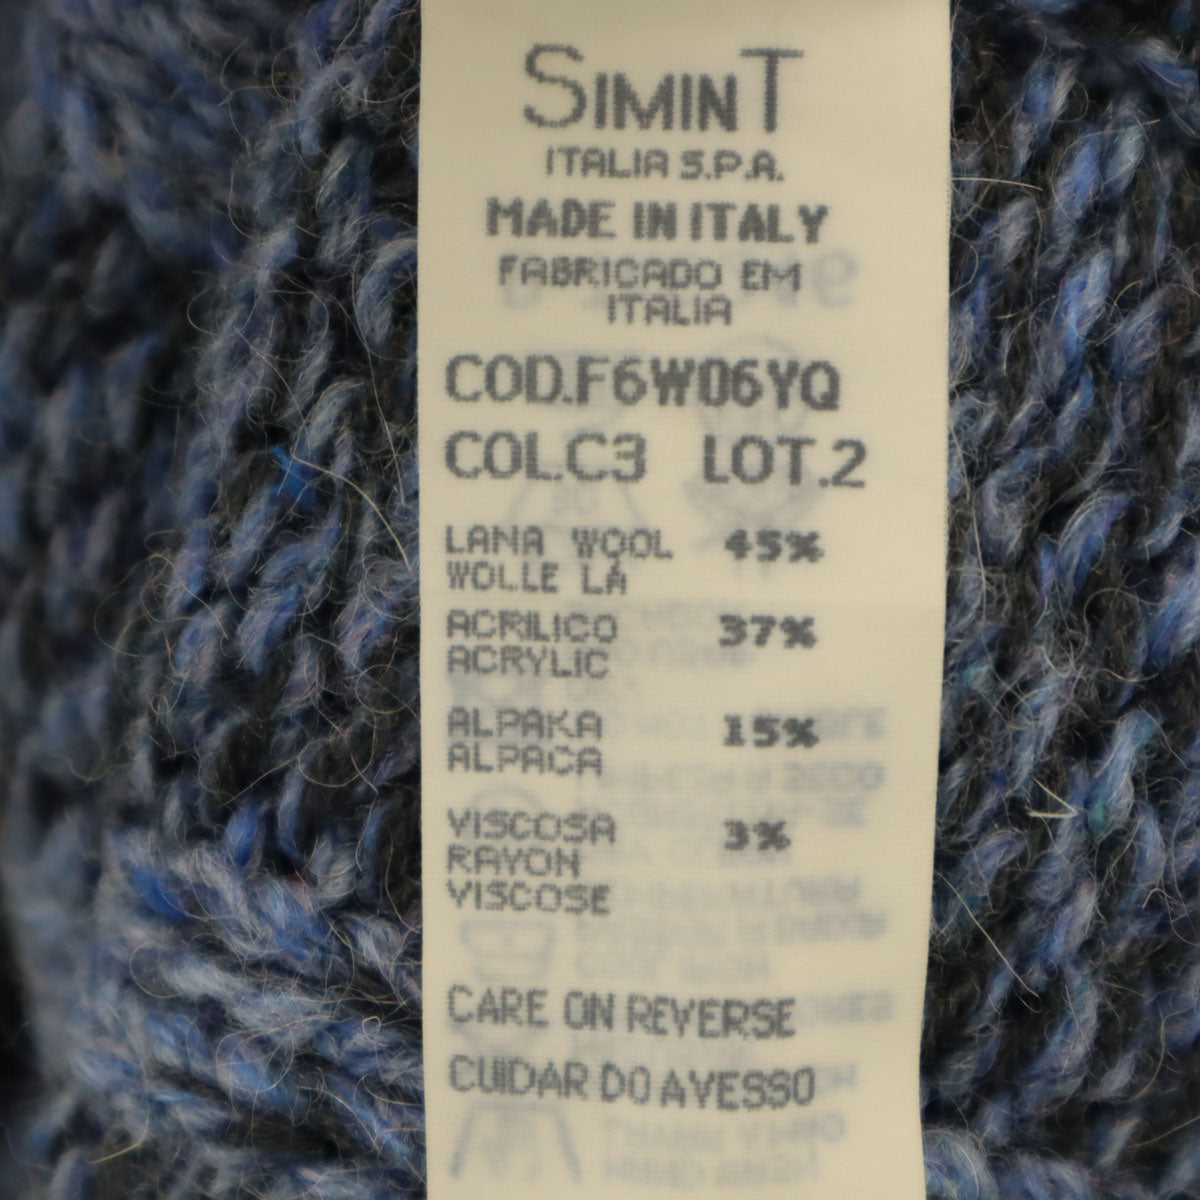 SIMINT
ITALIA S.P.A.
MADE IN ITALY
FABRICADO EM
ITALIA
COD.F6W06YQ
COL.C3 LOT.2
LANA WOOL 45%
WOLLE LÁ
ACRILICO 37%
ACRYLIC
ALPAKA 15%
ALPACA
VISCOSA 3%
RAYON
VISCOSE
CARE ON REVERSE
CUIDAR DO AVESSO